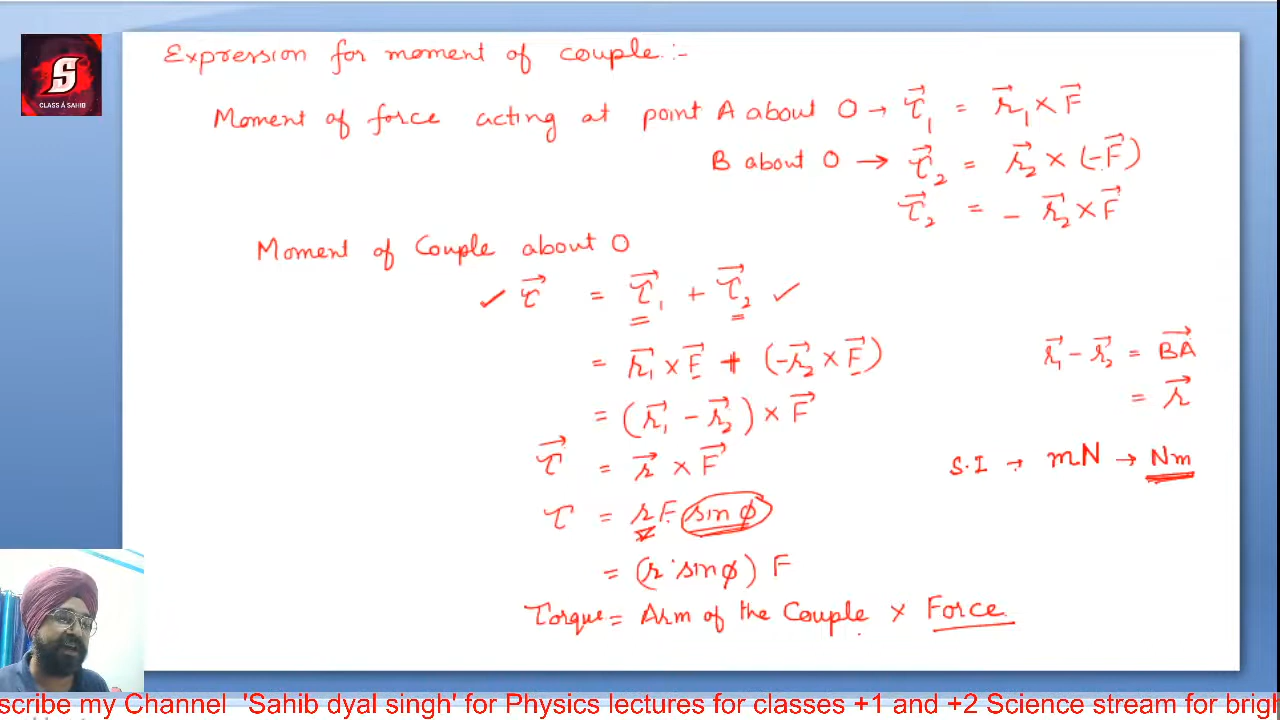 S
CLASS Á SAHIB
Expression for moment of couple :-
Moment of force acting at point A about O → τ⃗₁ = r⃗₁ × F⃗
B about O → τ⃗₂ = r⃗₂ × (-F⃗)
τ⃗₂ = - r⃗₂ × F⃗
Moment of Couple about O
✓ τ⃗ = τ⃗₁ + τ⃗₂ ✓
= r⃗₁ × F⃗ + (-r⃗₂ × F⃗)
r⃗₁ - r⃗₂ = B⃗A⃗
= (r⃗₁ - r⃗₂) × F⃗
= r⃗
τ⃗ = r⃗ × F⃗
S.I → mN → Nm
τ = rF sinφ
= (r sinφ) F
Torque = Arm of the Couple × Force
scribe my Channel 'Sahib dyal singh' for Physics lectures for classes +1 and +2 Science stream for brigl